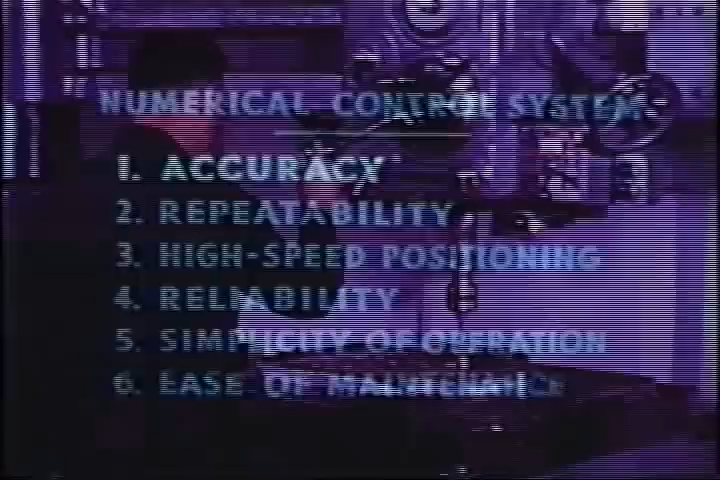 NUMERICAL CONTROL SYSTEM
1. ACCURACY
2. REPEATABILITY
3. HIGH-SPEED POSITIONING
4. RELIABILITY
5. SIMPLICITY OF OPERATION
6. EASE OF MAINTENANCE